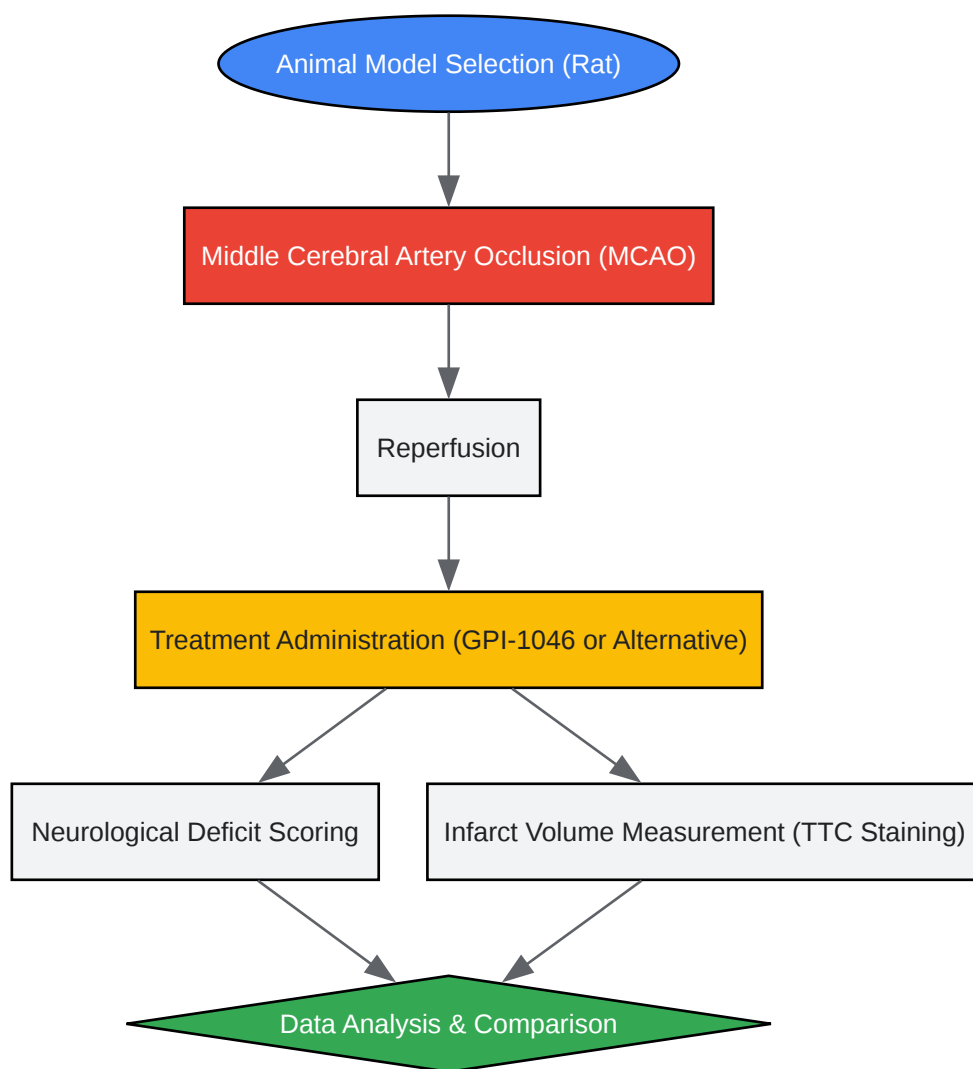 Animal Model Selection (Rat)
Middle Cerebral Artery Occlusion (MCAO)
Reperfusion
Treatment Administration (GPI-1046 or Alternative)
Neurological Deficit Scoring
Infarct Volume Measurement (TTC Staining)
Data Analysis & Comparison